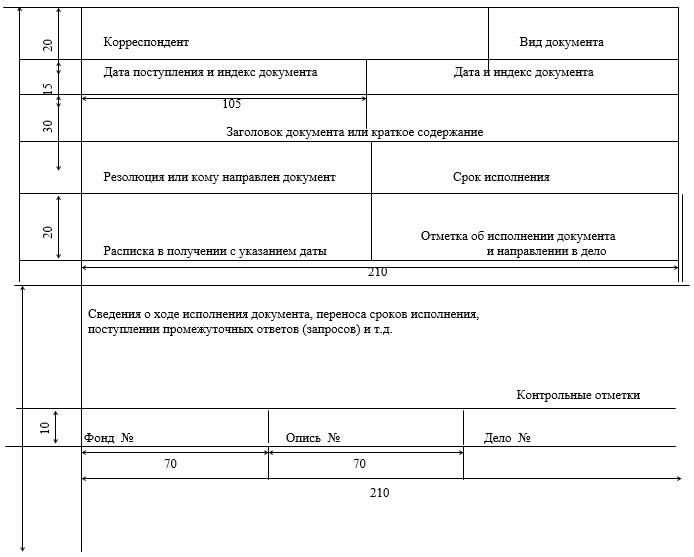 20
Корреспондент
Вид документа
15
Дата поступления и индекс документа
Дата и индекс документа
105
30
Заголовок документа или краткое содержание
Резолюция или кому направлен документ
Срок исполнения
20
Расписка в получении с указанием даты
Отметка об исполнении документа
и направлении в дело
210
Сведения о ходе исполнения документа, переноса сроков исполнения,
поступлении промежуточных ответов (запросов) и т.д.
Контрольные отметки
10
Фонд №
Опись №
Дело №
70
70
210